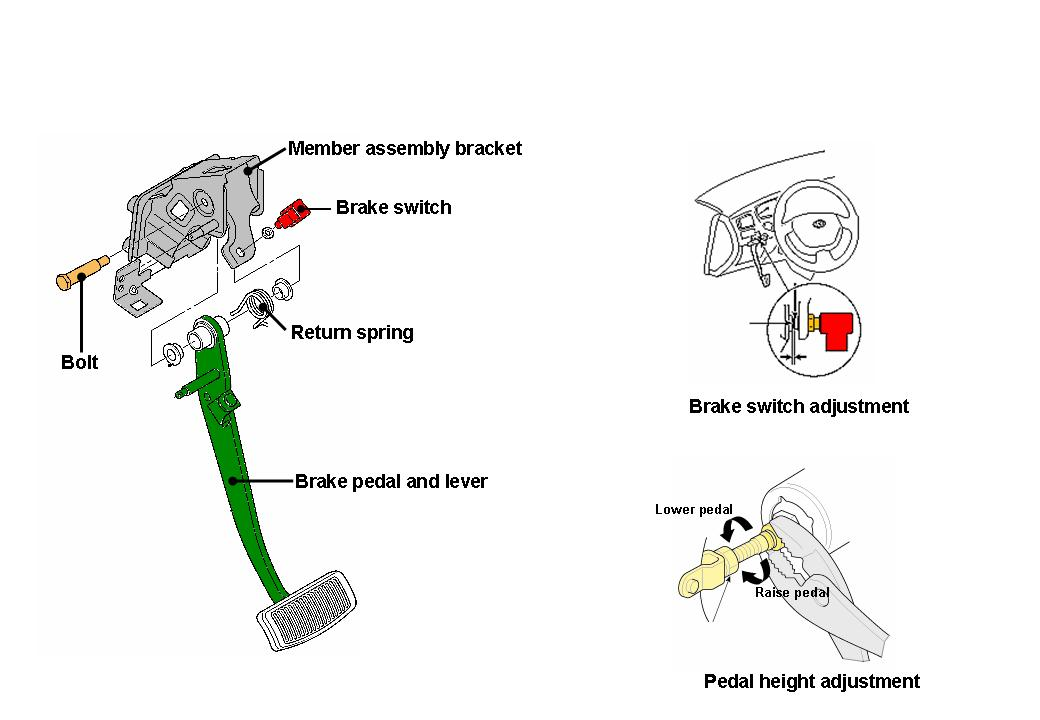 Member assembly bracket
Brake switch
Return spring
Bolt
Brake pedal and lever
Brake switch adjustment
Lower pedal
Raise pedal
Pedal height adjustment